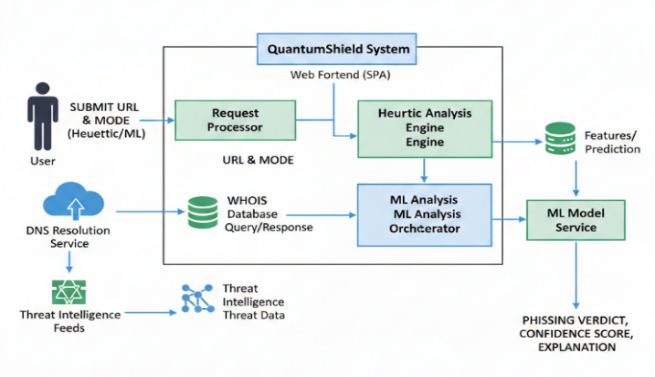 QuantumShield System
Web Fortend (SPA)
SUBMIT URL
& MODE
(Heuettic/ML)
User
Request
Processor
URL & MODE
Heurtic Analysis
Engine
Engine
Features/
Prediction
DNS Resolution
Service
WHOIS
Database
Query/Response
ML Analysis
ML Analysis
Orchterator
ML Model
Service
Threat Intelligence
Feeds
Threat
Intelligence
Threat Data
PHISSING VERDICT,
CONFIDENCE SCORE,
EXPLANATION